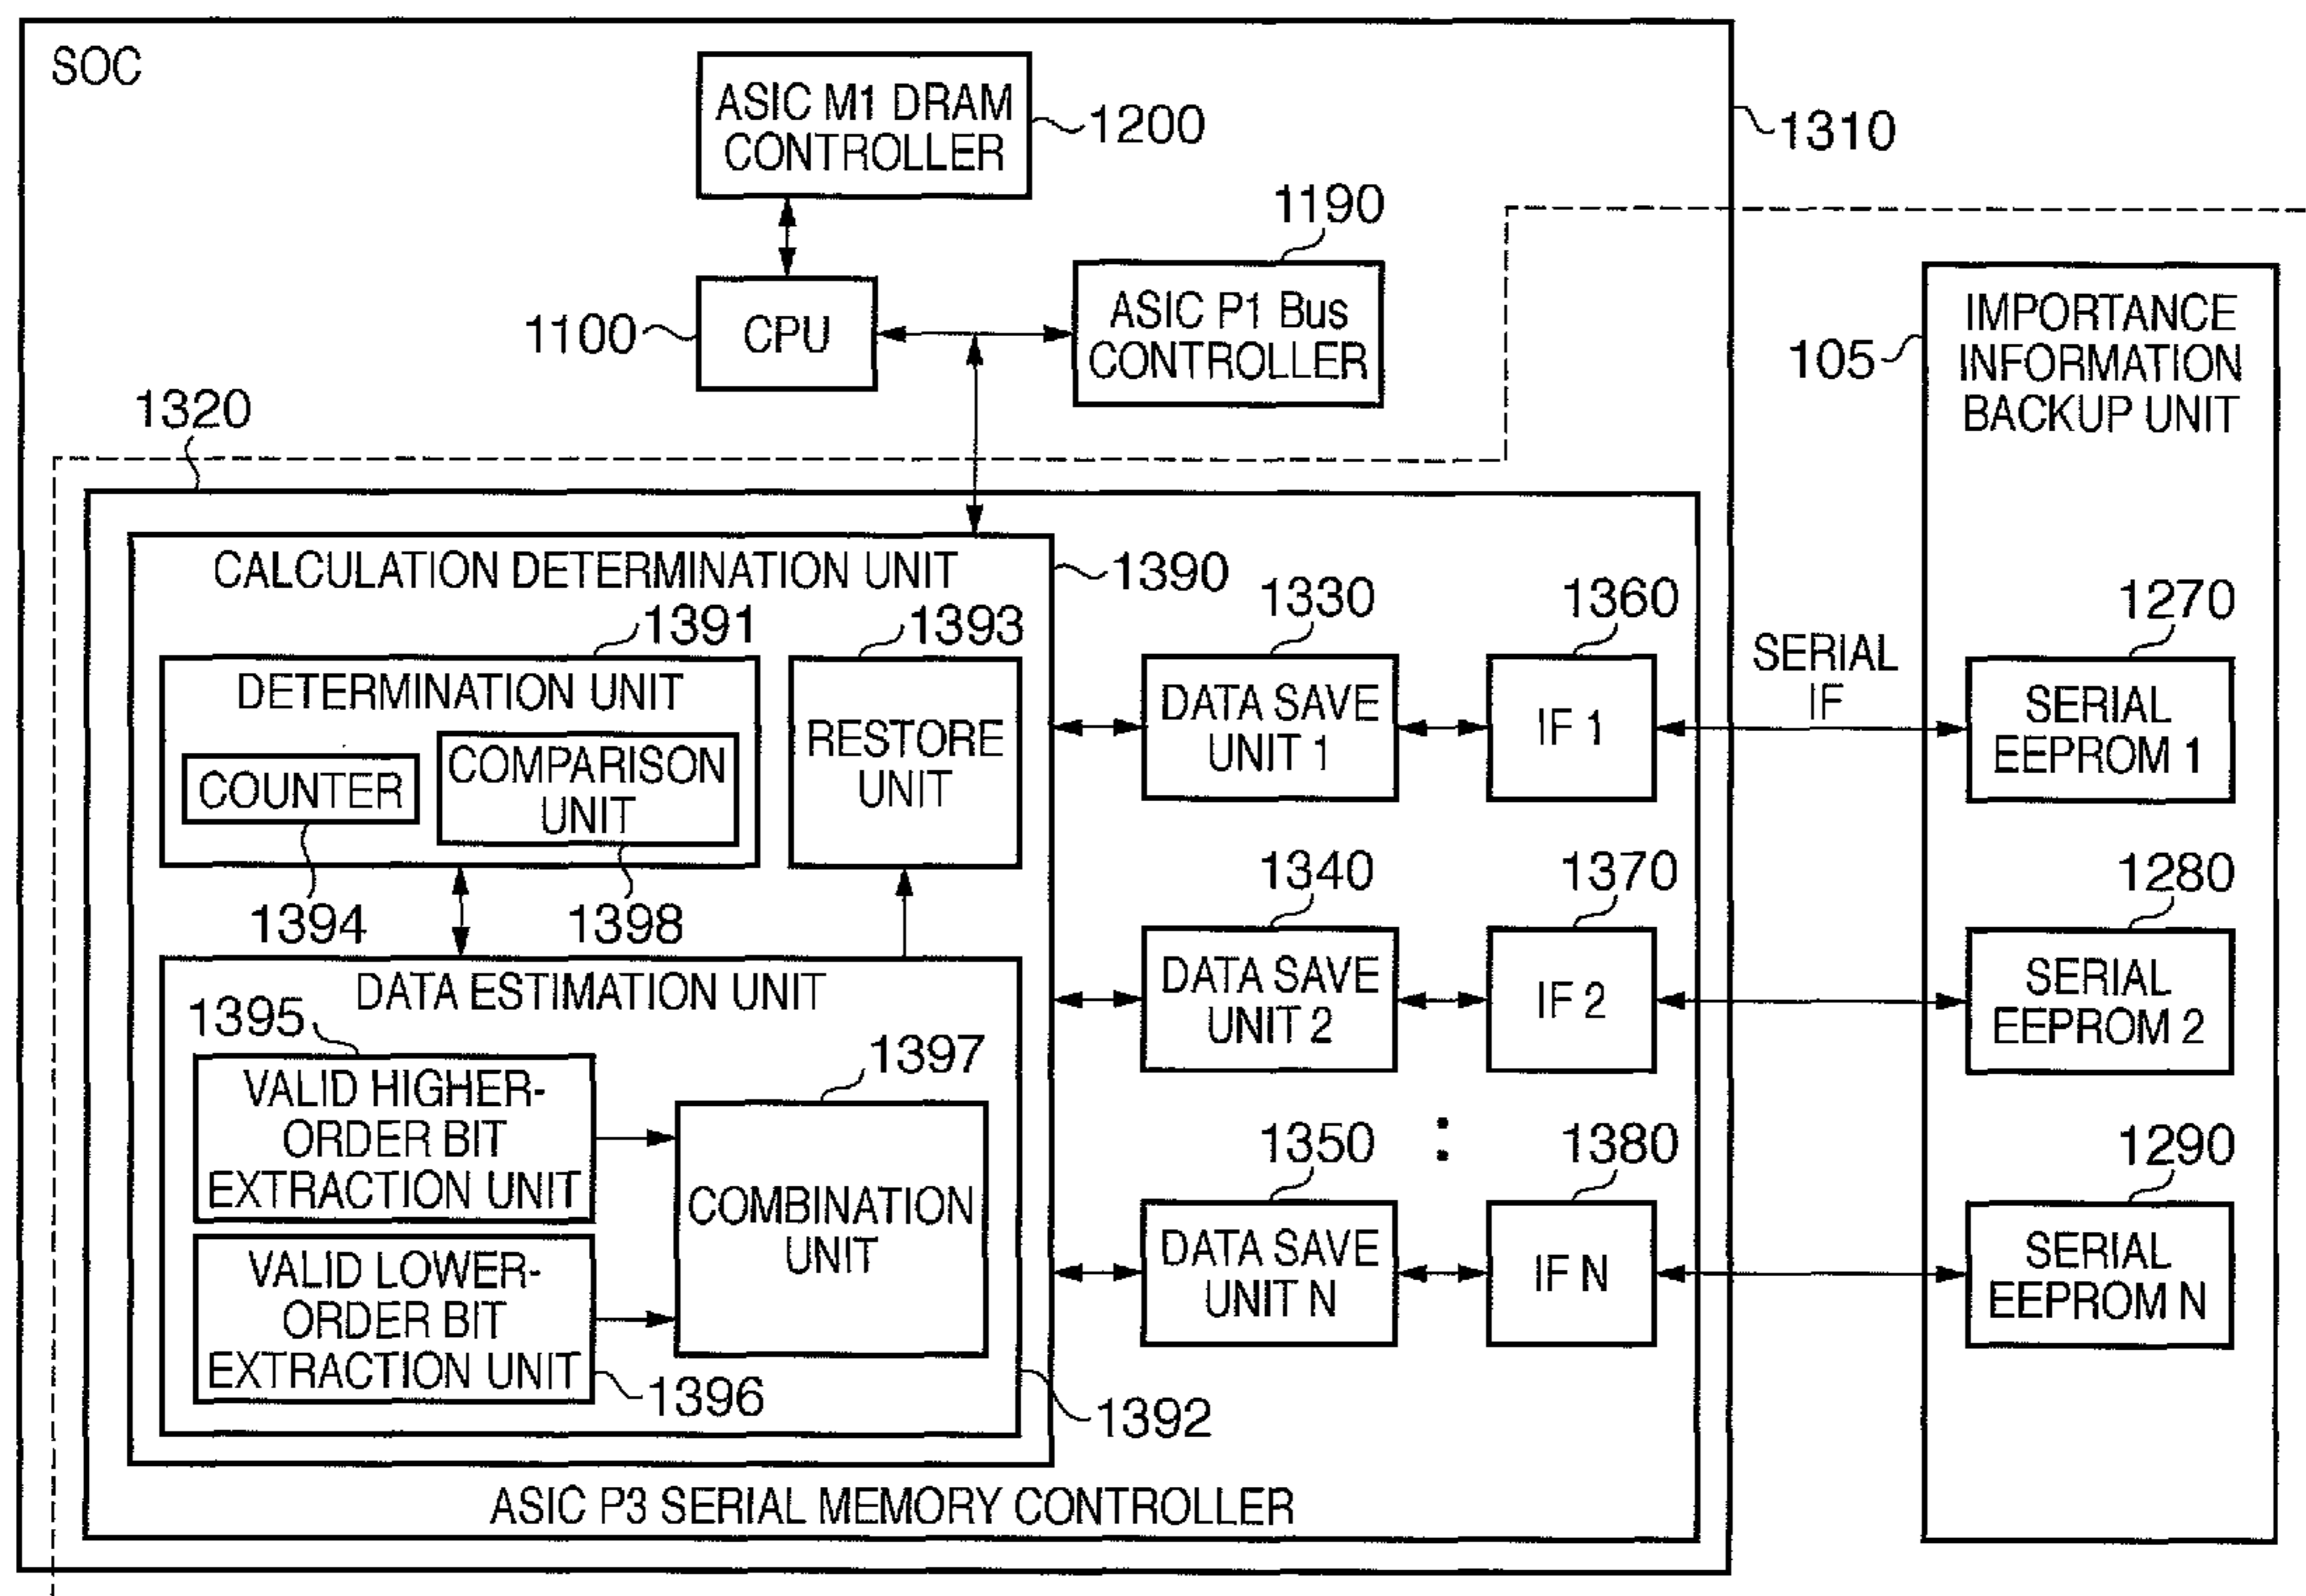 SOC
ASIC M1 DRAM
CONTROLLER
1200
1310
1190
ASIC P1 Bus
CONTROLLER
1100
CPU
105
IMPORTANCE
INFORMATION
BACKUP UNIT
1320
CALCULATION DETERMINATION UNIT
1390
1391
1393
DETERMINATION UNIT
COUNTER
COMPARISON
UNIT
RESTORE
UNIT
1394
1398
1330
1360
DATA SAVE
UNIT 1
IF 1
SERIAL
IF
1270
SERIAL
EEPROM 1
1340
1370
1280
DATA SAVE
UNIT 2
IF 2
SERIAL
EEPROM 2
DATA ESTIMATION UNIT
1395
1397
VALID HIGHER-
ORDER BIT
EXTRACTION UNIT
COMBINATION
UNIT
VALID LOWER-
ORDER BIT
EXTRACTION UNIT
1396
1392
1350
:
1380
1290
DATA SAVE
UNIT N
IF N
SERIAL
EEPROM N
ASIC P3 SERIAL MEMORY CONTROLLER